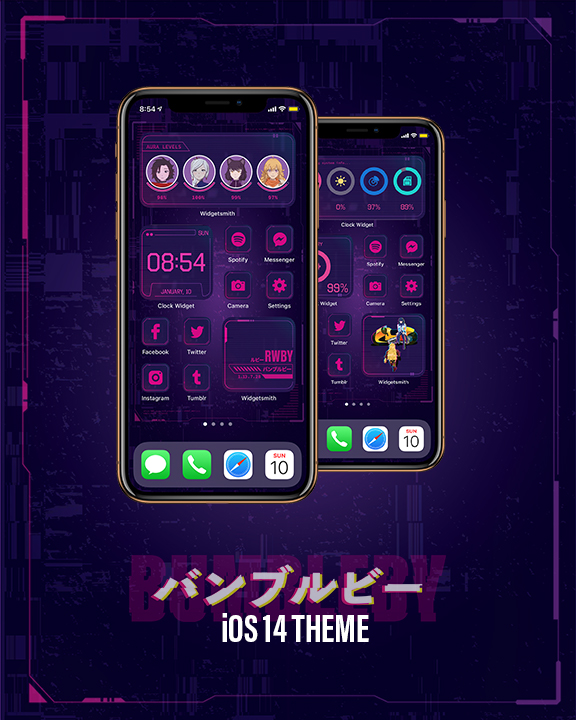 8:54
AURA LEVELS
98% 100% 99% 97%
Widgetsmith
SUN
08:54
JANUARY, 10
Clock Widget
Spotify
Messenger
Camera
Settings
Facebook
Twitter
Instagram
Tumblr
ルビー RWBY
バンブルビー
Widgetsmith
SUN
10
0% 97% 89%
Clock Widget
99%
Widget
Spotify
Messenger
Camera
Settings
Twitter
Tumblr
Widgetsmith
SUN
10
BUMBLEBY
バンブルビー
iOS 14 THEME